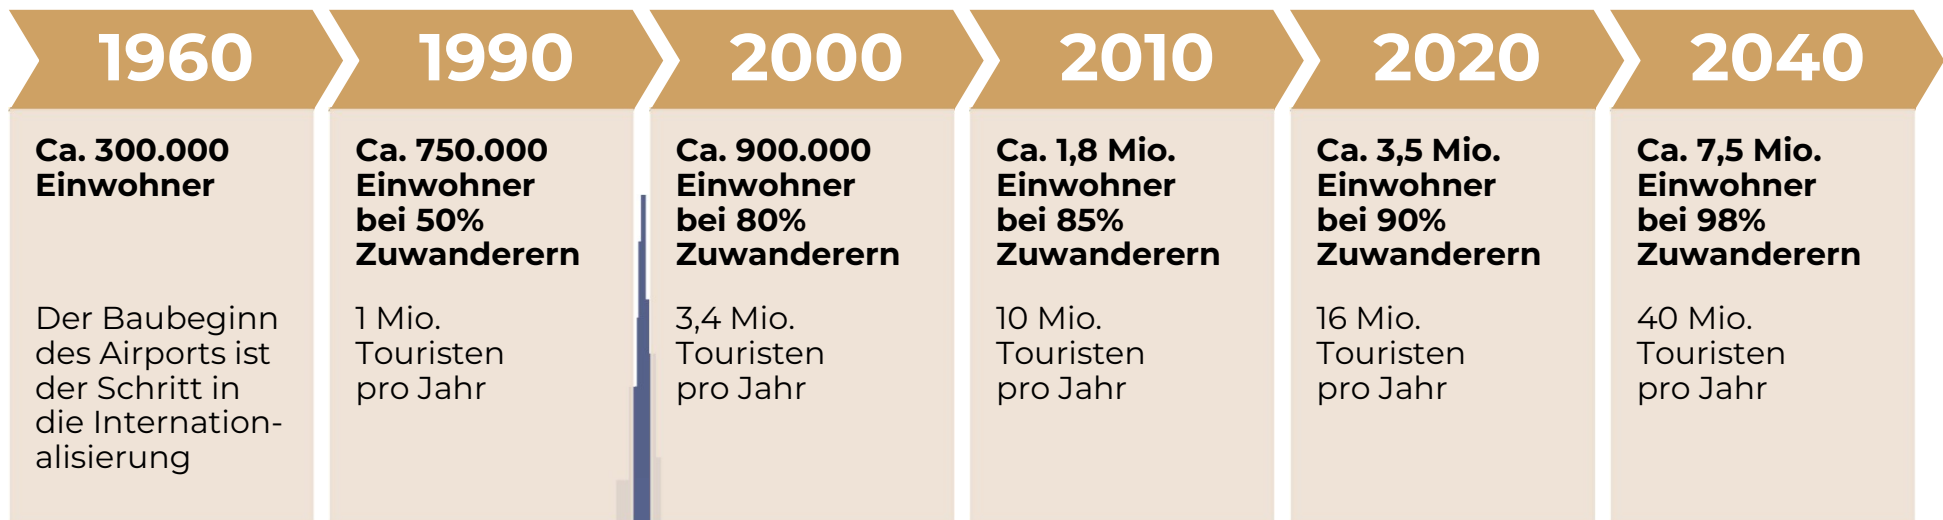 1960
Ca. 300.000
Einwohner
Der Baubeginn
des Airports ist
der Schritt in
die Internation-
alisierung
1990
Ca. 750.000
Einwohner
bei 50%
Zuwanderern
1 Mio.
Touristen
pro Jahr
2000
Ca. 900.000
Einwohner
bei 80%
Zuwanderern
3,4 Mio.
Touristen
pro Jahr
2010
Ca. 1,8 Mio.
Einwohner
bei 85%
Zuwanderern
10 Mio.
Touristen
pro Jahr
2020
Ca. 3,5 Mio.
Einwohner
bei 90%
Zuwanderern
16 Mio.
Touristen
pro Jahr
2040
Ca. 7,5 Mio.
Einwohner
bei 98%
Zuwanderern
40 Mio.
Touristen
pro Jahr